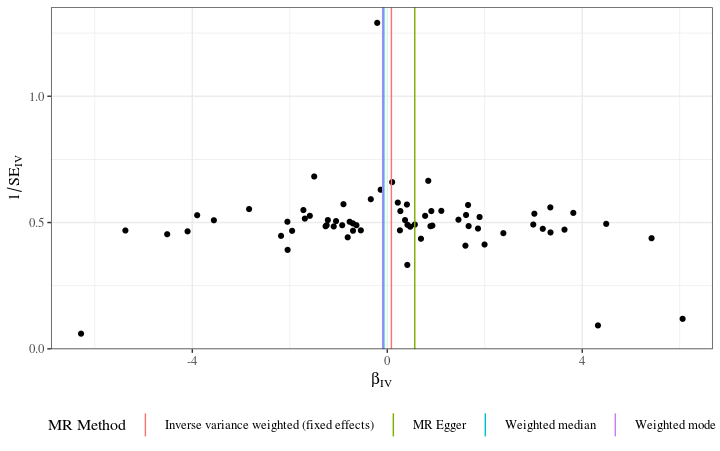 1/SE_IV
1.0
0.5
0.0
-4 0 4
β_IV
MR Method Inverse variance weighted (fixed effects) MR Egger Weighted median Weighted mode